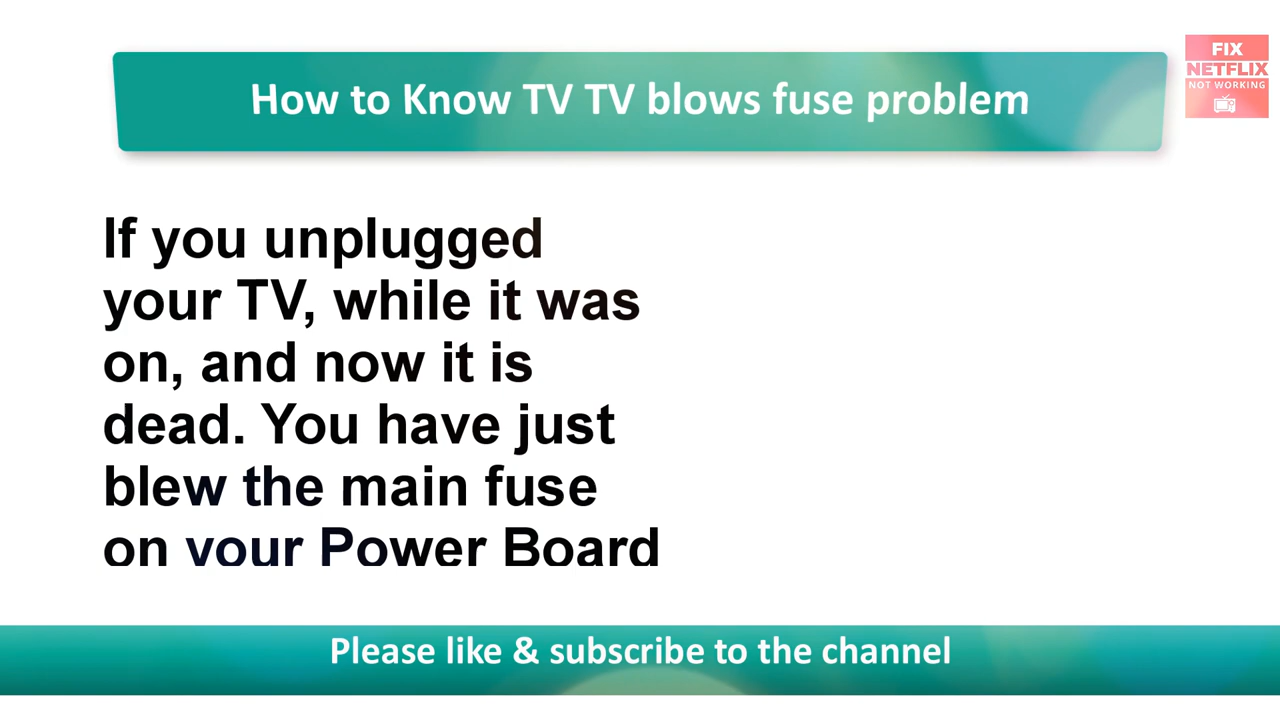 How to Know TV TV blows fuse problem
FIX
NETFLIX
NOT WORKING
If you unplugged
your TV, while it was
on, and now it is
dead. You have just
blew the main fuse
on your Power Board
Please like & subscribe to the channel